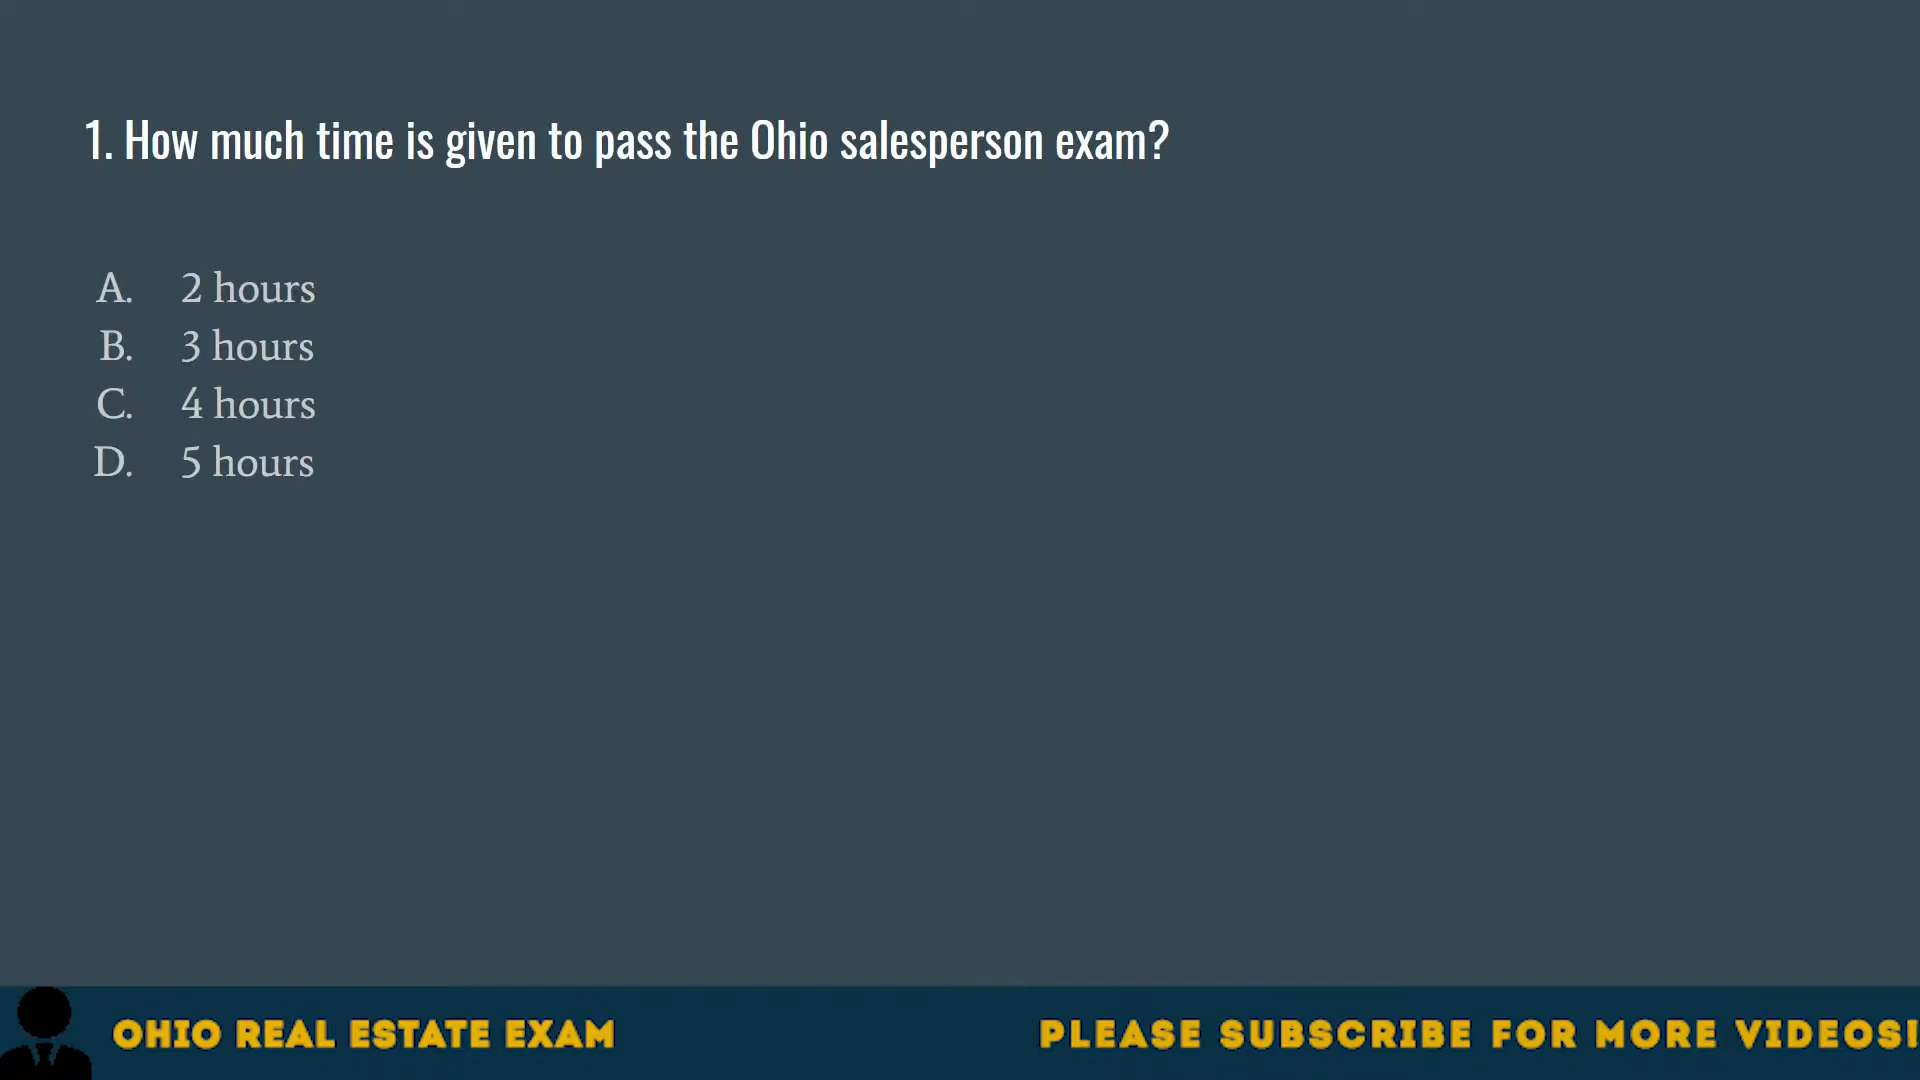 1. How much time is given to pass the Ohio salesperson exam?
A. 2 hours
B. 3 hours
C. 4 hours
D. 5 hours
OHIO REAL ESTATE EXAM
PLEASE SUBSCRIBE FOR MORE VIDEOS!